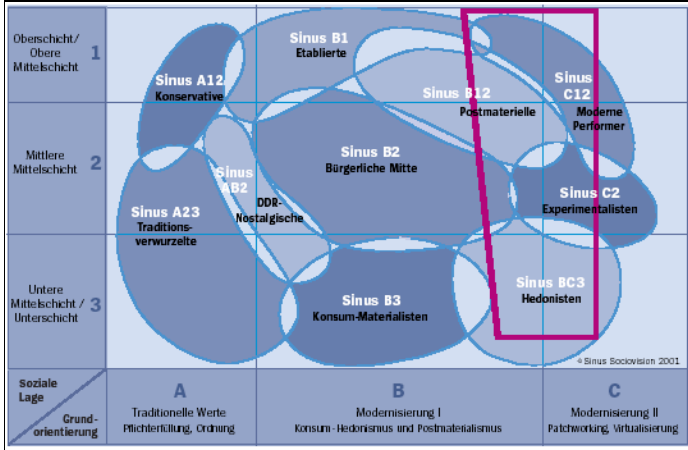 Oberschicht/
Obere
Mittelschicht
1
Sinus B1
Etablierte
Sinus A12
Konservative
Sinus B12
Postmaterielle
Sinus
C12
Moderne
Performer
Mittlere
Mittelschicht
2
Sinus
AB2
DDR-
Nostalgische
Sinus B2
Bürgerliche Mitte
Sinus C2
Experimentalisten
Sinus A23
Traditions-
verwurzelte
Untere
Mittelschicht /
Unterschicht
3
Sinus B3
Konsum-Materialisten
Sinus BC3
Hedonisten
© Sinus Sociovision 2001
Soziale
Lage
Grund-
orientierung
A
Traditionelle Werte
Pflichterfüllung, Ordnung
B
Modernisierung I
Konsum-Hedonismus und Postmaterialismus
C
Modernisierung II
Patchworking, Virtualisierung